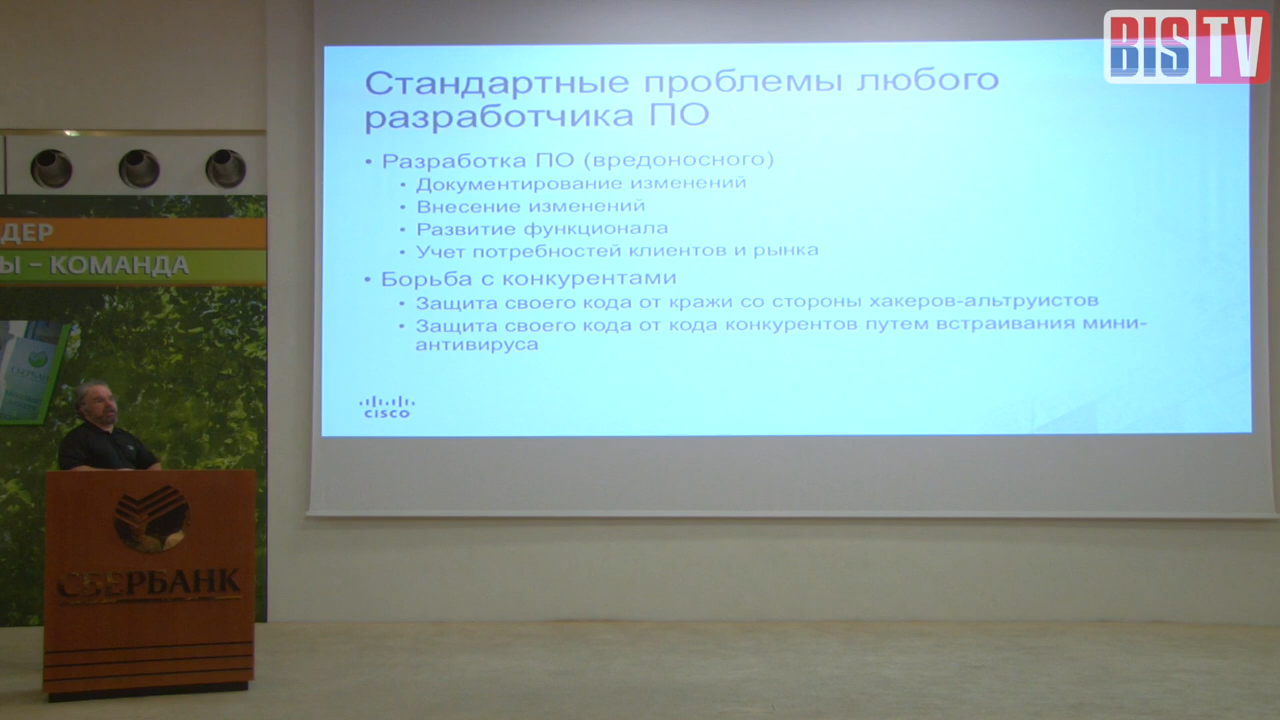 BIS TV
Стандартные проблемы любого
разработчика ПО
• Разработка ПО (вредоносного)
• Документирование изменений
• Внесение изменений
• Развитие функционала
• Учет потребностей клиентов и рынка
• Борьба с конкурентами
• Защита своего кода от кражи со стороны хакеров-альтруистов
• Защита своего кода от кода конкурентов путем встраивания мини-
антивируса
CISCO
ДЕР
Ы – КОМАНДА
СБЕРБАНК